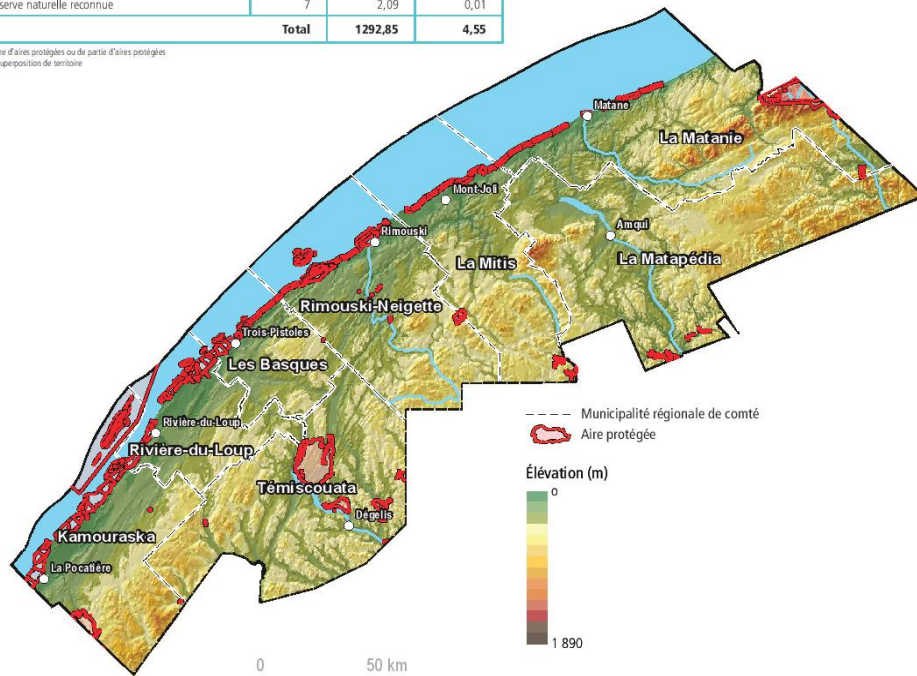 serve naturelle reconnue 7 2,09 0,01
Total 1292,85 4,55
re d'aires protégées ou de partie d'aires protégées
uperposition de territoire
Matane
La Matanie
Mont-Joli
Rimouski
Amqui
La Mitis
La Matapédia
Rimouski-Neigette
Trois-Pistoles
Les Basques
Rivière-du-Loup
Rivière-du-Loup
Témiscouata
Dégelis
Kamouraska
La Pocatière
Municipalité régionale de comté
Aire protégée
Élévation (m)
0
1 890
0 50 km